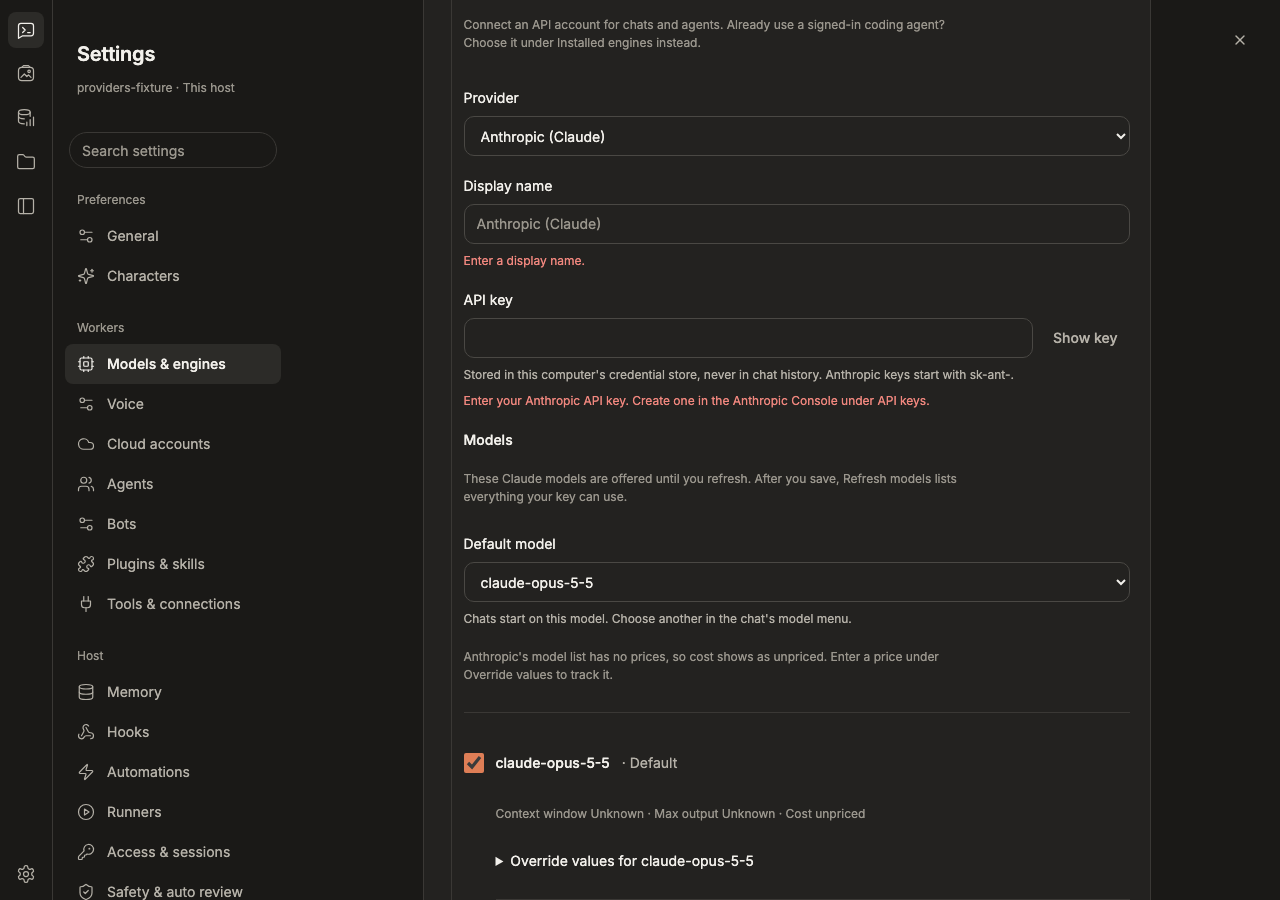 Settings
providers-fixture · This host
Search settings
Preferences
General
Characters
Workers
Models & engines
Voice
Cloud accounts
Agents
Bots
Plugins & skills
Tools & connections
Host
Memory
Hooks
Automations
Runners
Access & sessions
Safety & auto review
Connect an API account for chats and agents. Already use a signed-in coding agent?
Choose it under Installed engines instead.
Provider
Anthropic (Claude)
Display name
Anthropic (Claude)
Enter a display name.
API key
Show key
Stored in this computer's credential store, never in chat history. Anthropic keys start with sk-ant-.
Enter your Anthropic API key. Create one in the Anthropic Console under API keys.
Models
These Claude models are offered until you refresh. After you save, Refresh models lists
everything your key can use.
Default model
claude-opus-5-5
Chats start on this model. Choose another in the chat's model menu.
Anthropic's model list has no prices, so cost shows as unpriced. Enter a price under
Override values to track it.
claude-opus-5-5 · Default
Context window Unknown · Max output Unknown · Cost unpriced
Override values for claude-opus-5-5